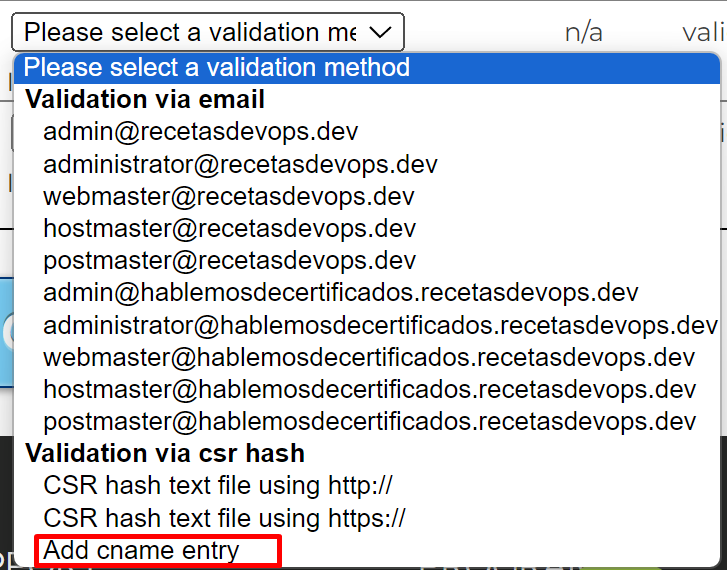 Please select a validation me
n/a
vali
Please select a validation method
Validation via email
admin@recetasdevops.dev
administrator@recetasdevops.dev
webmaster@recetasdevops.dev
hostmaster@recetasdevops.dev
postmaster@recetasdevops.dev
admin@hablemosdecertificados.recetasdevops.dev
administrator@hablemosdecertificados.recetasdevops.dev
webmaster@hablemosdecertificados.recetasdevops.dev
hostmaster@hablemosdecertificados.recetasdevops.dev
postmaster@hablemosdecertificados.recetasdevops.dev
Validation via csr hash
CSR hash text file using http://
CSR hash text file using https://
Add cname entry